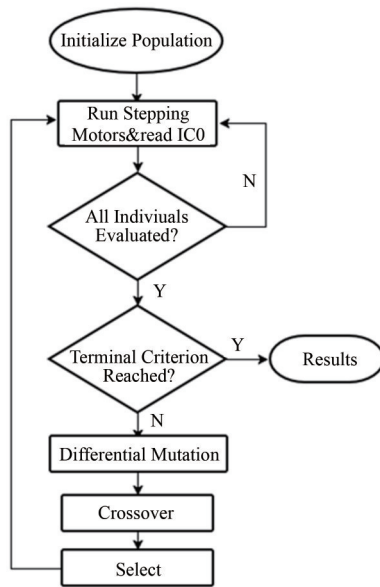 Initialize Population
Run Stepping
Motors&read IC0
N
All Indiviuals
Evaluated?
Y
Terminal Criterion
Reached?
Y
Results
N
Differential Mutation
Crossover
Select